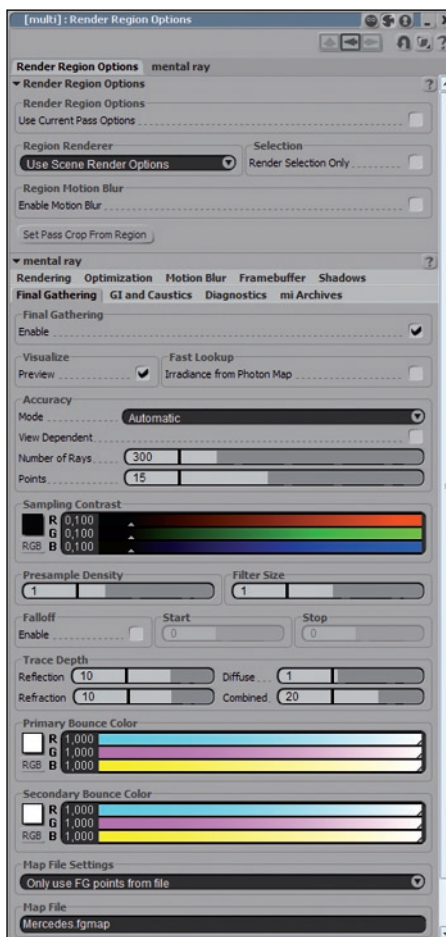 [multi] : Render Region Options
Render Region Options mental ray
Render Region Options ?
Render Region Options
Use Current Pass Options
Region Renderer Selection
Use Scene Render Options Render Selection Only
Region Motion Blur
Enable Motion Blur
Set Pass Crop From Region
mental ray ?
Rendering Optimization Motion Blur Framebuffer Shadows
Final Gathering GI and Caustics Diagnostics mi Archives
Final Gathering
Enable
Visualize Fast Lookup
Preview Irradiance from Photon Map
Accuracy
Mode Automatic
View Dependent
Number of Rays 300
Points 15
Sampling Contrast
R 0,100
G 0,100
RGB B 0,100
Presample Density Filter Size
1 1
Falloff Start Stop
Enable 0 0
Trace Depth
Reflection 10 Diffuse 1
Refraction 10 Combined 20
Primary Bounce Color
R 1,000
G 1,000
RGB B 1,000
Secondary Bounce Color
R 1,000
G 1,000
RGB B 1,000
Map File Settings
Only use FG points from file
Map File
Mercedes.fgmap